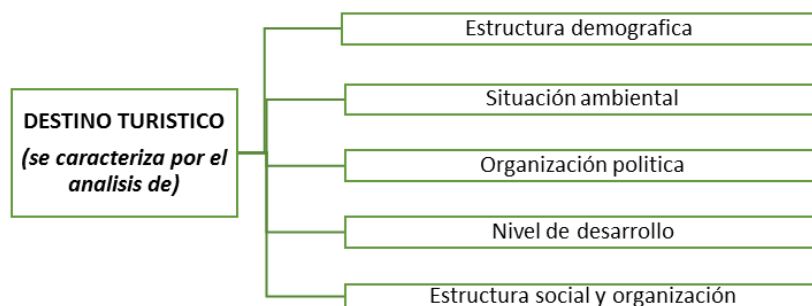 Estructura demografica
Situación ambiental
DESTINO TURISTICO
(se caracteriza por el
analisis de)
Organización politica
Nivel de desarrollo
Estructura social y organización